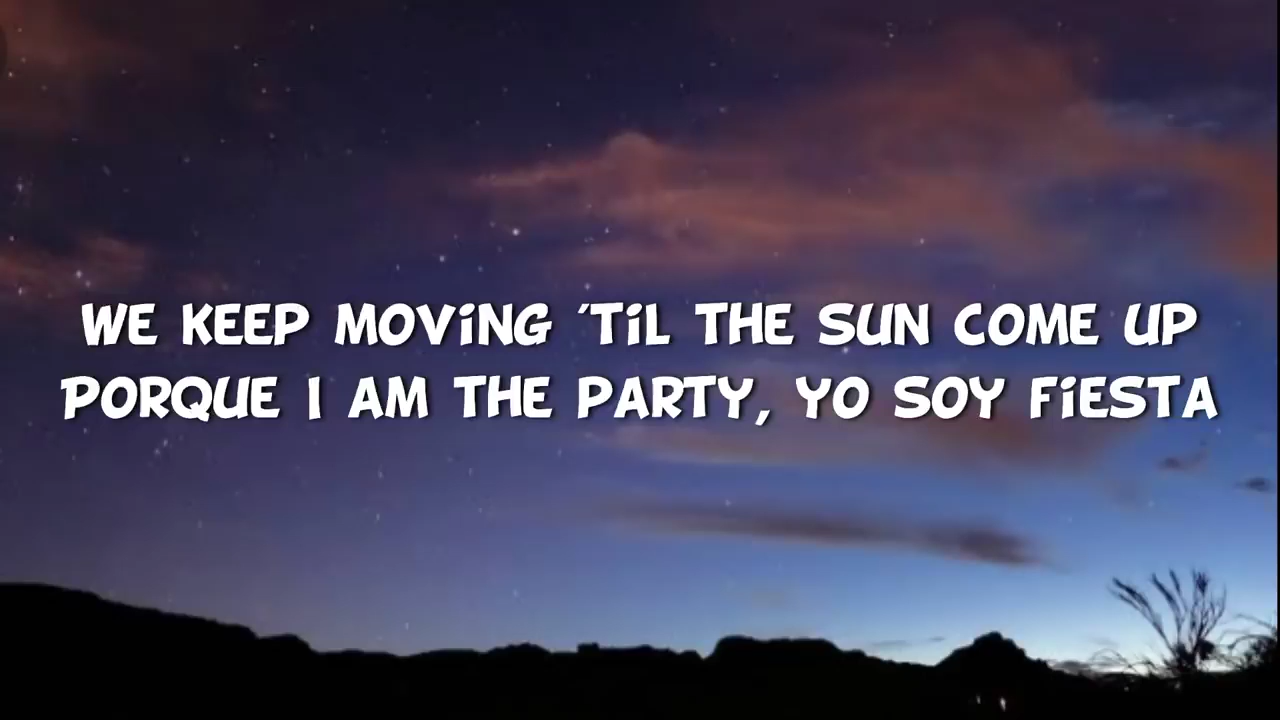 WE KEEP MOVING 'TIL THE SUN COME UP
PORQUE I AM THE PARTY, YO SOY FIESTA